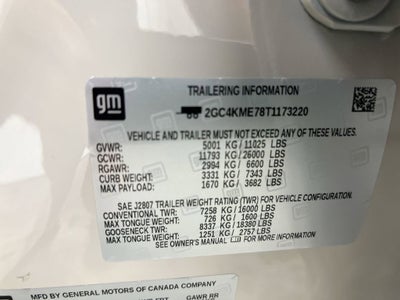 gm
TRAILERING INFORMATION
2GC4KME78T1173220
VEHICLE AND TRAILER MUST NOT EXCEED ANY OF THESE VALUES.
GVWR: 5001 KG/11025 LBS
GCWR: 11793 KG/26000 LBS
RGAWR: 2994 KG/ 6600 LBS
CURB WEIGHT: 3331 KG/ 7343 LBS
MAX PAYLOAD: 1670 KG/ 3682 LBS
SAE J2807 TRAILER WEIGHT RATING (TWR) FOR VEHICLE CONFIGURATION.
CONVENTIONAL TWR: 7258 KG/16000 LBS
MAX TONGUE WEIGHT: 726 KG/ 1600 LBS
GOOSENECK TWR: 8337 KG/18380 LBS
MAX TONGUE WEIGHT: 1251 KG/ 2757 LBS
SEE OWNER'S MANUAL FOR ADDITIONAL INFORMATION.
MFD BY GENERAL MOTORS OF CANADA COMPANY
GAWR RR